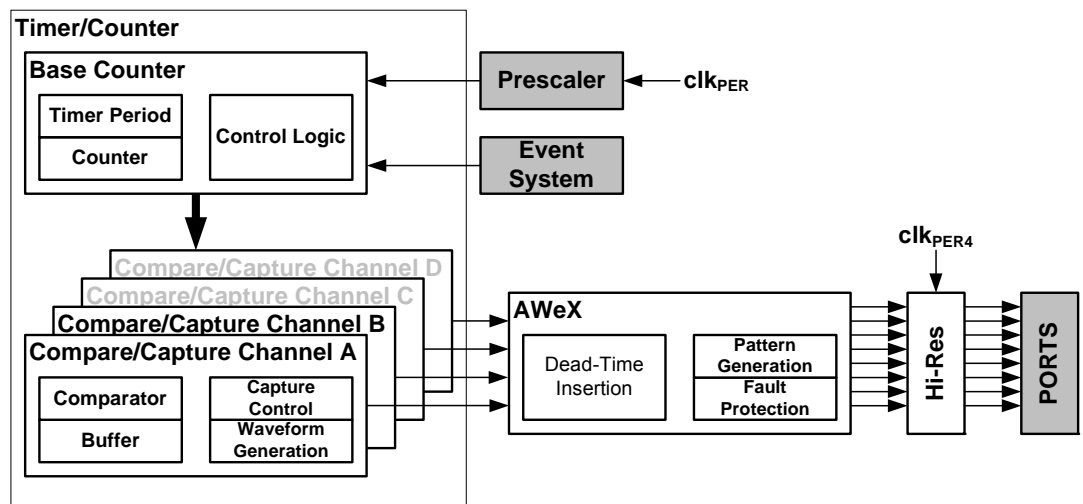 Timer/Counter
Base Counter
Timer Period
Counter
Control Logic
Prescaler
clkPER
Event
System
Compare/Capture Channel D
Compare/Capture Channel C
Compare/Capture Channel B
Compare/Capture Channel A
Comparator
Buffer
Capture
Control
Waveform
Generation
AWeX
Dead-Time
Insertion
Pattern
Generation
Fault
Protection
clkPER4
Hi-Res
PORTS